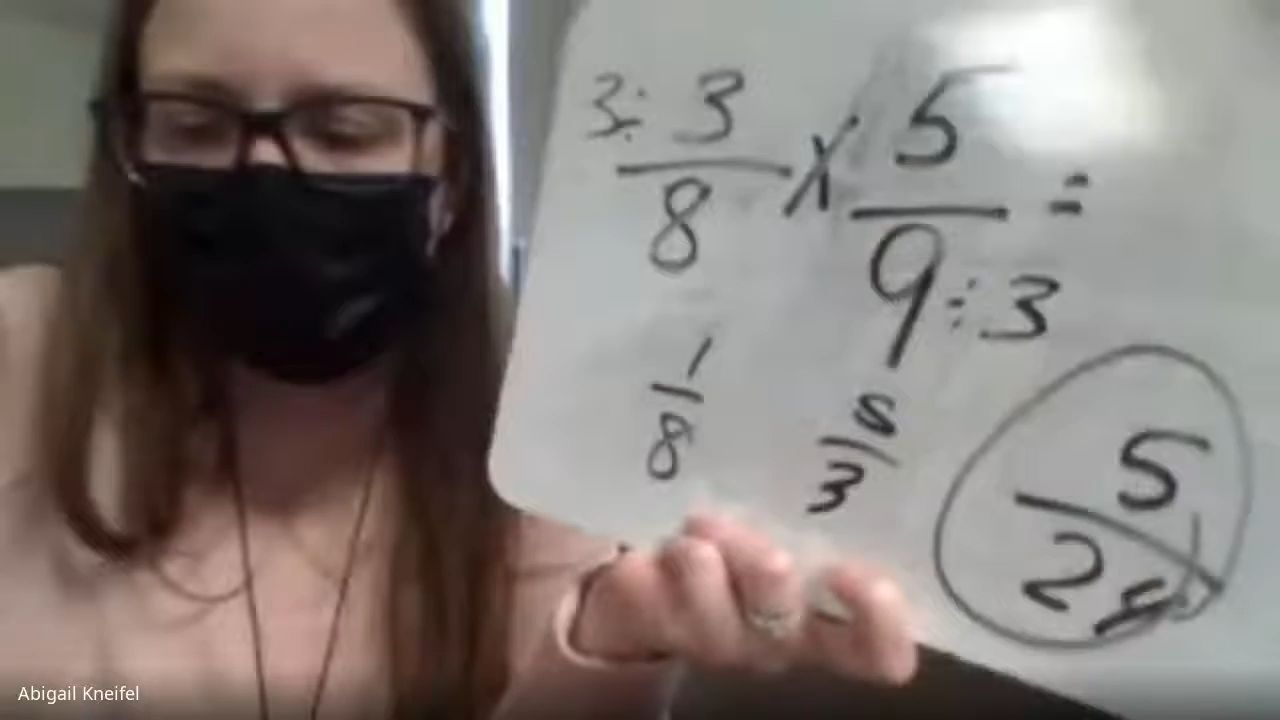 3÷ 3/8 × 5/9 ÷ 3 =
1/8 5/3
5/24
Abigail Kneifel